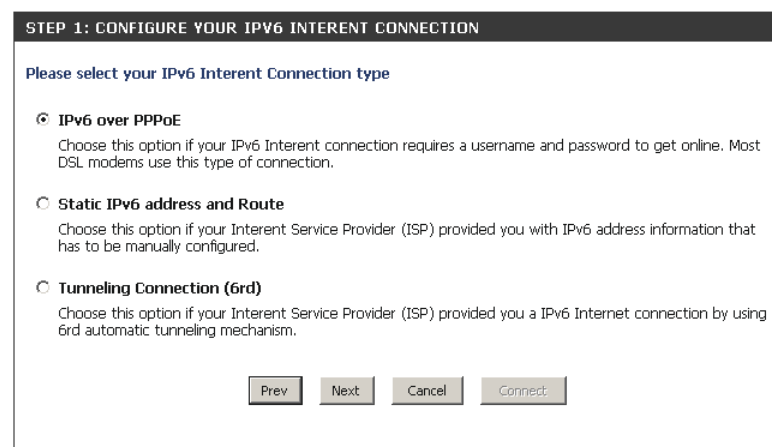 STEP 1: CONFIGURE YOUR IPV6 INTERENT CONNECTION
Please select your IPv6 Interent Connection type
IPv6 over PPPoE
Choose this option if your IPv6 Interent connection requires a username and password to get online. Most
DSL modems use this type of connection.
Static IPv6 address and Route
Choose this option if your Interent Service Provider (ISP) provided you with IPv6 address information that
has to be manually configured.
Tunneling Connection (6rd)
Choose this option if your Interent Service Provider (ISP) provided you a IPv6 Internet connection by using
6rd automatic tunneling mechanism.
Prev Next Cancel Connect